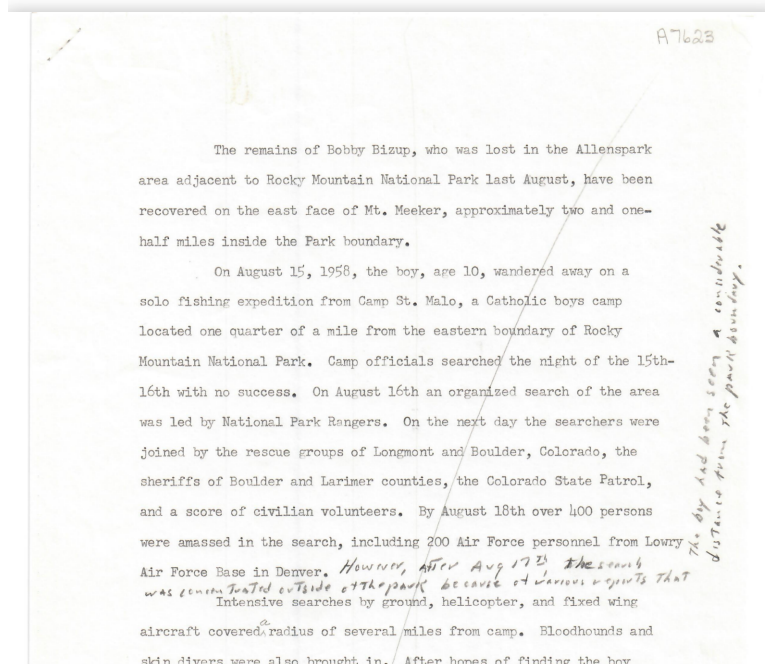 A7623
The remains of Bobby Bizup, who was lost in the Allenspark
area adjacent to Rocky Mountain National Park last August, have been
recovered on the east face of Mt. Meeker, approximately two and one-
half miles inside the Park boundary.
On August 15, 1958, the boy, age 10, wandered away on a
solo fishing expedition from Camp St. Malo, a Catholic boys camp
located one quarter of a mile from the eastern boundary of Rocky
Mountain National Park. Camp officials searched the night of the 15th-
16th with no success. On August 16th an organized search of the area
was led by National Park Rangers. On the next day the searchers were
joined by the rescue groups of Longmont and Boulder, Colorado, the
sheriffs of Boulder and Larimer counties, the Colorado State Patrol,
and a score of civilian volunteers. By August 18th over 400 persons
were amassed in the search, including 200 Air Force personnel from Lowry
Air Force Base in Denver. However, after Aug 17th, the search
was concentrated outside of the park because of various reports that
the boy had been seen a considerable
distance from the park boundary.
Intensive searches by ground, helicopter, and fixed wing
aircraft covered a radius of several miles from camp. Bloodhounds and
skin divers were also brought in. After hopes of finding the boy